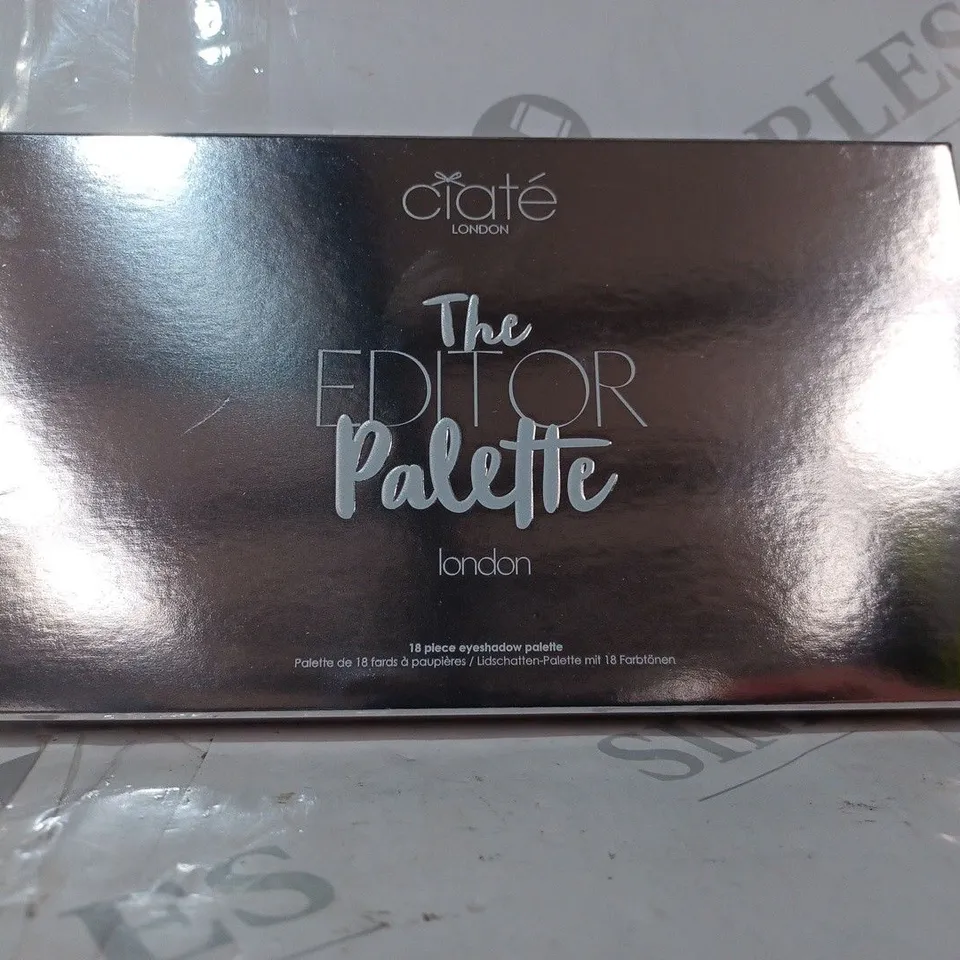 cıaté
LONDON
The
EDITOR
Palette
london
18 piece eyeshadow palette
Palette de 18 fards à paupières / Lidschatten-Palette mit 18 Farbtönen